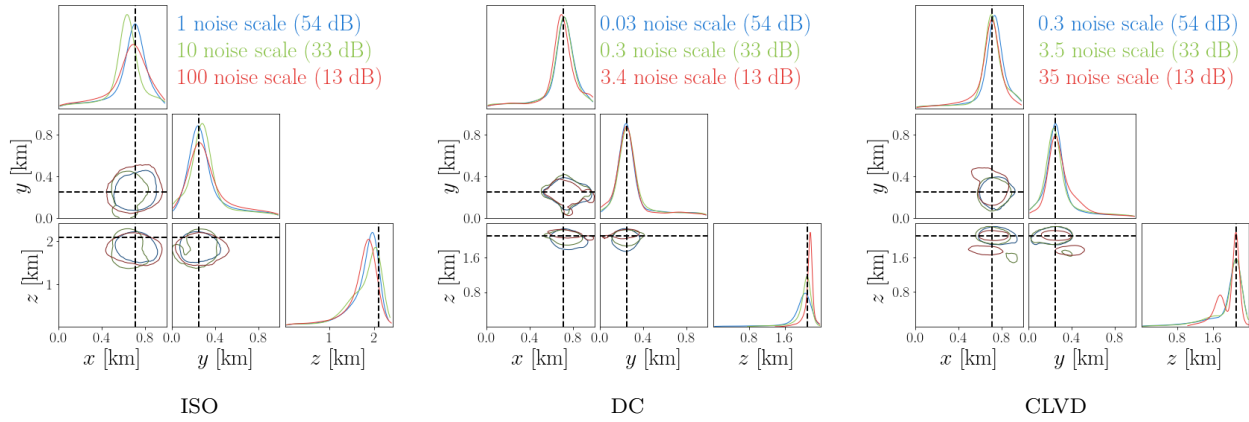 1 noise scale (54 dB)
10 noise scale (33 dB)
100 noise scale (13 dB)
0.8
0.4
0.0
y [km]
2
1
z [km]
0.0 0.4 0.8
x [km]
0.0 0.4 0.8
y [km]
1 2
z [km]
ISO
0.03 noise scale (54 dB)
0.3 noise scale (33 dB)
3.4 noise scale (13 dB)
0.8
0.4
0.0
y [km]
1.6
0.8
z [km]
0.0 0.4 0.8
x [km]
0.0 0.4 0.8
y [km]
0.8 1.6
z [km]
DC
0.3 noise scale (54 dB)
3.5 noise scale (33 dB)
35 noise scale (13 dB)
0.8
0.4
0.0
y [km]
1.6
0.8
z [km]
0.0 0.4 0.8
x [km]
0.0 0.4 0.8
y [km]
0.8 1.6
z [km]
CLVD